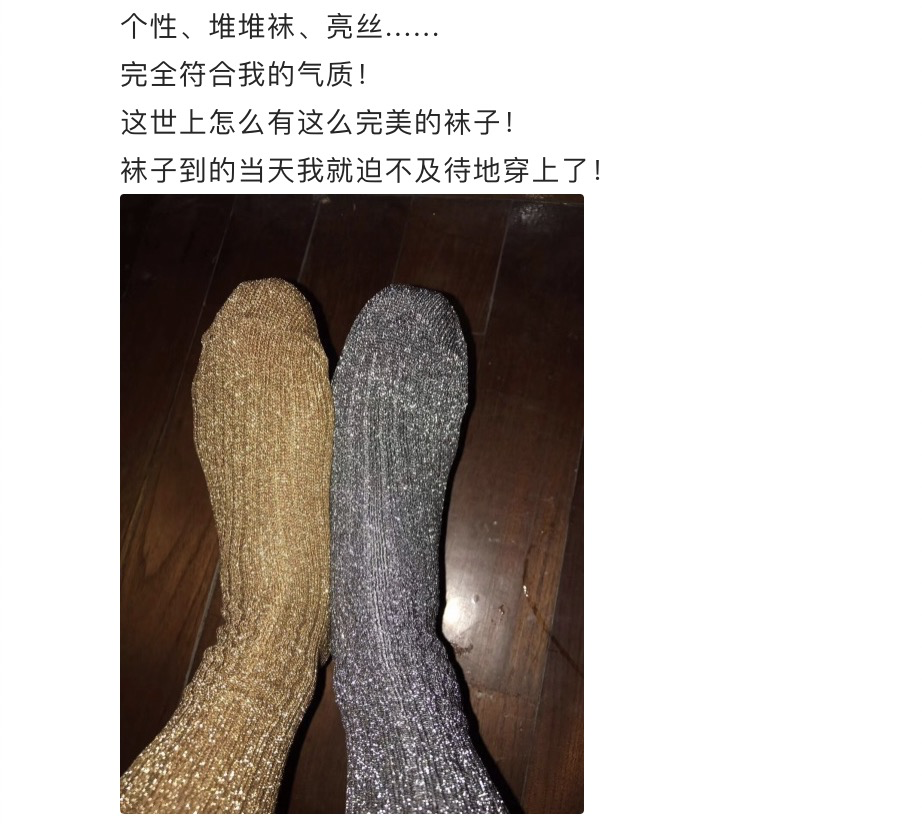 个性、堆堆袜、亮丝……
完全符合我的气质！
这世上怎么有这么完美的袜子！
袜子到的当天我就迫不及待地穿上了！